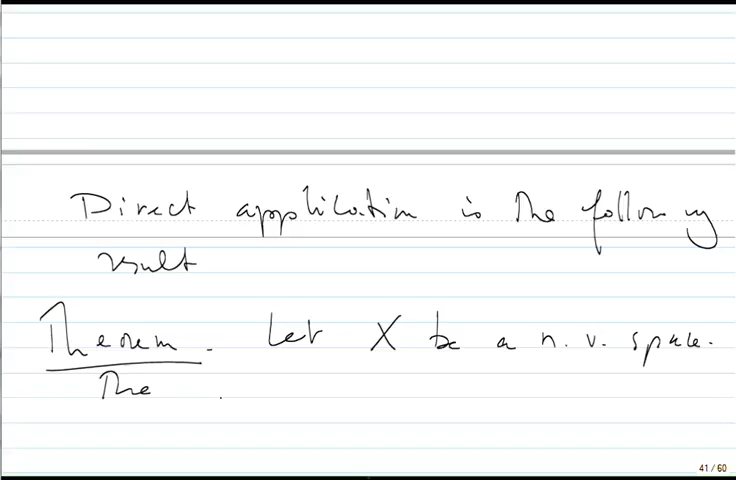 Direct application is the following
result
Theorem. Let X be a n.v. space.
The
41 / 60